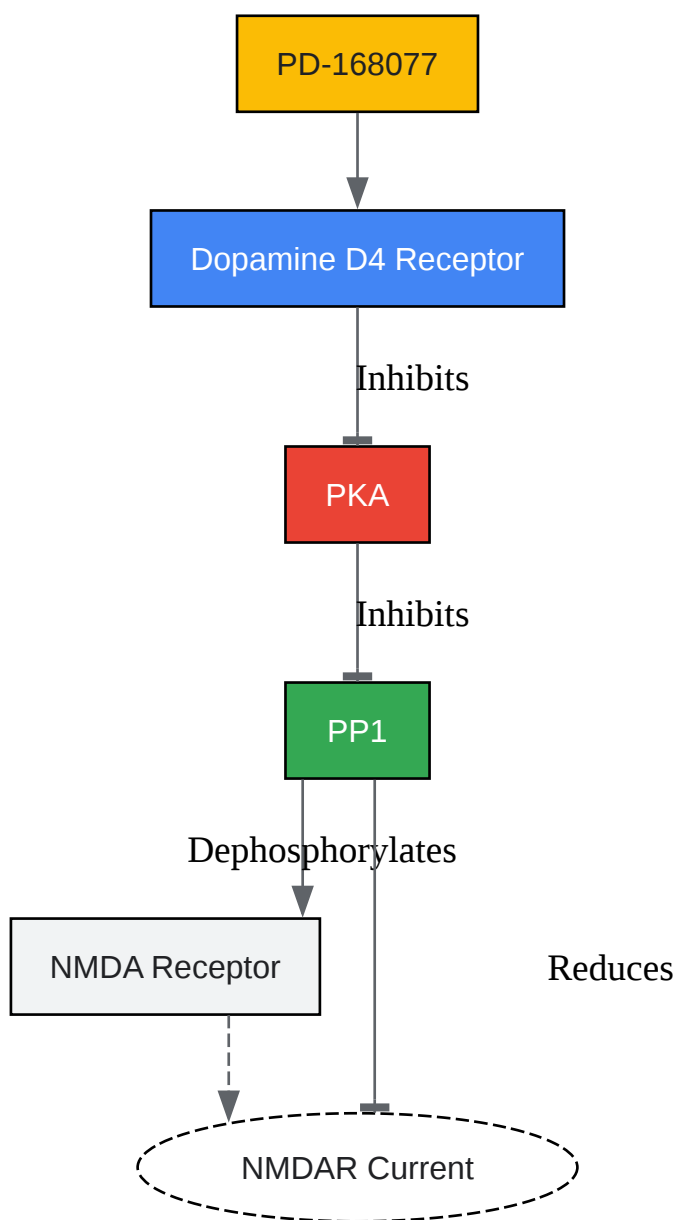 PD-168077
Dopamine D4 Receptor
Inhibits
PKA
Inhibits
PP1
Dephosphorylates
NMDA Receptor
Reduces
NMDAR Current